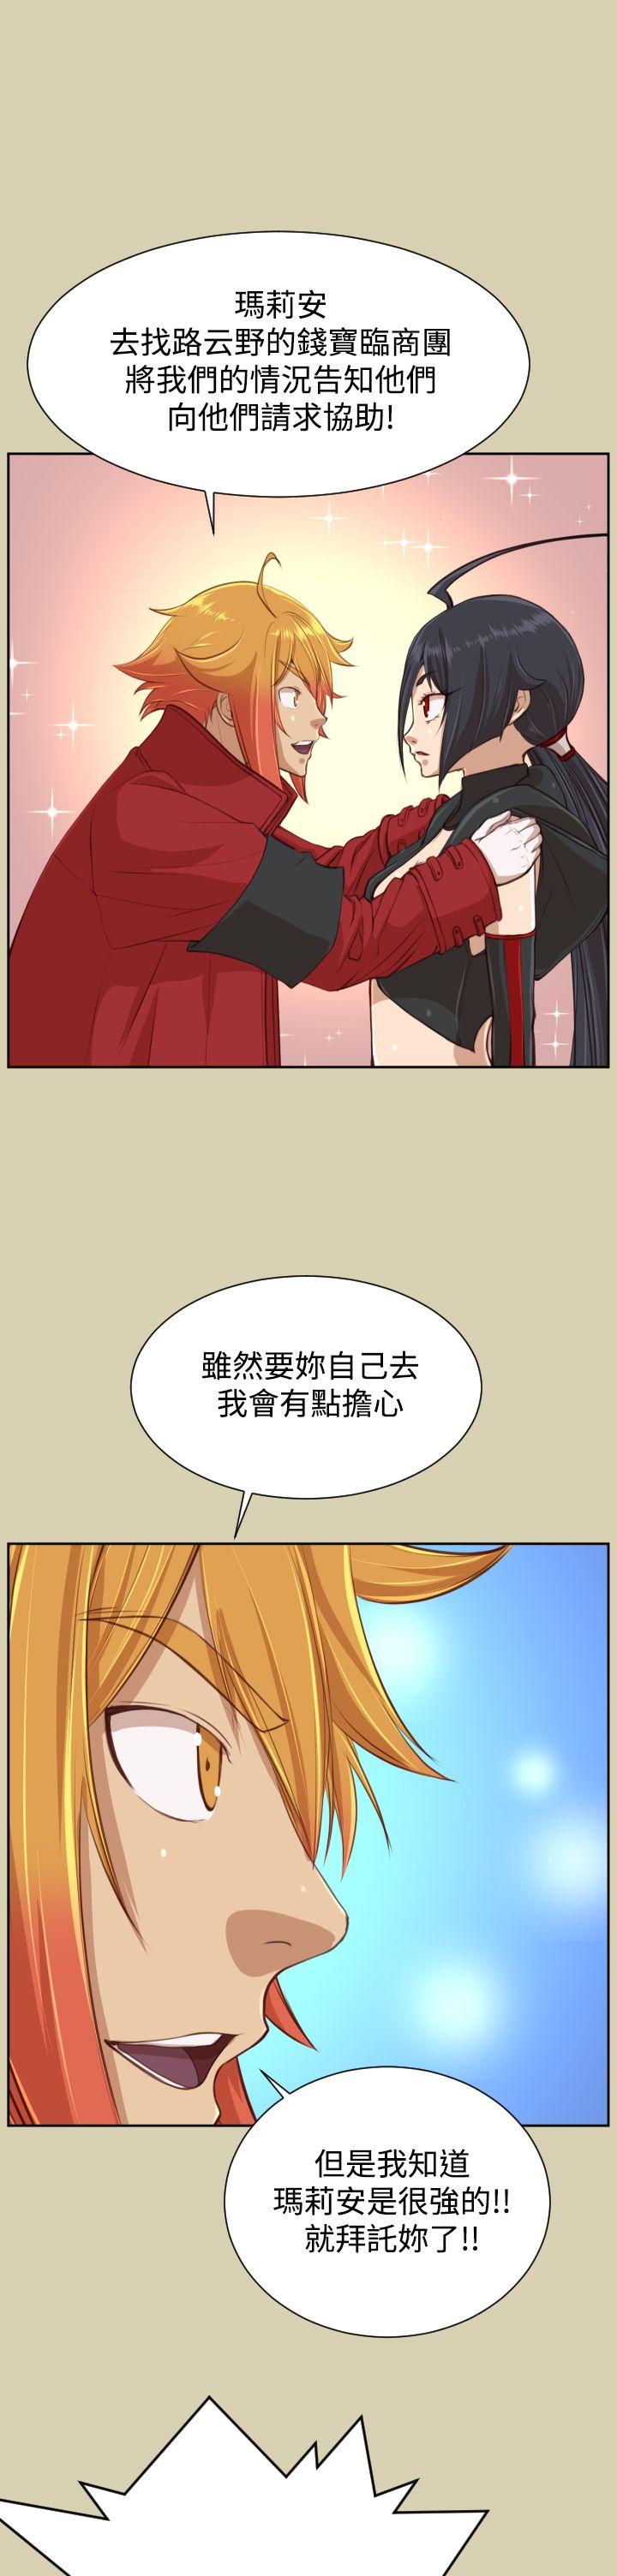 瑪莉安
去找路云野的錢寶臨商團
將我們的情況告知他們
向他們請求協助!
雖然要妳自己去
我會有點擔心
但是我知道
瑪莉安是很強的!!
就拜託妳了!!